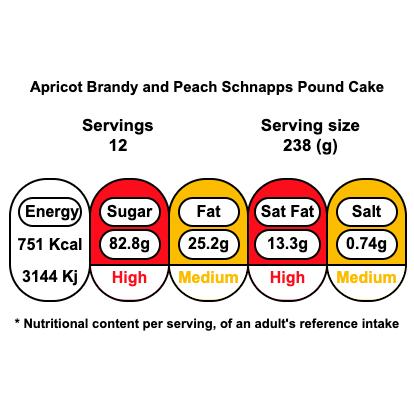 Apricot Brandy and Peach Schnapps Pound Cake
Servings Serving size
12 238 (g)
Energy Sugar Fat Sat Fat Salt
751 Kcal 82.8g 25.2g 13.3g 0.74g
3144 Kj High Medium High Medium
* Nutritional content per serving, of an adult's reference intake